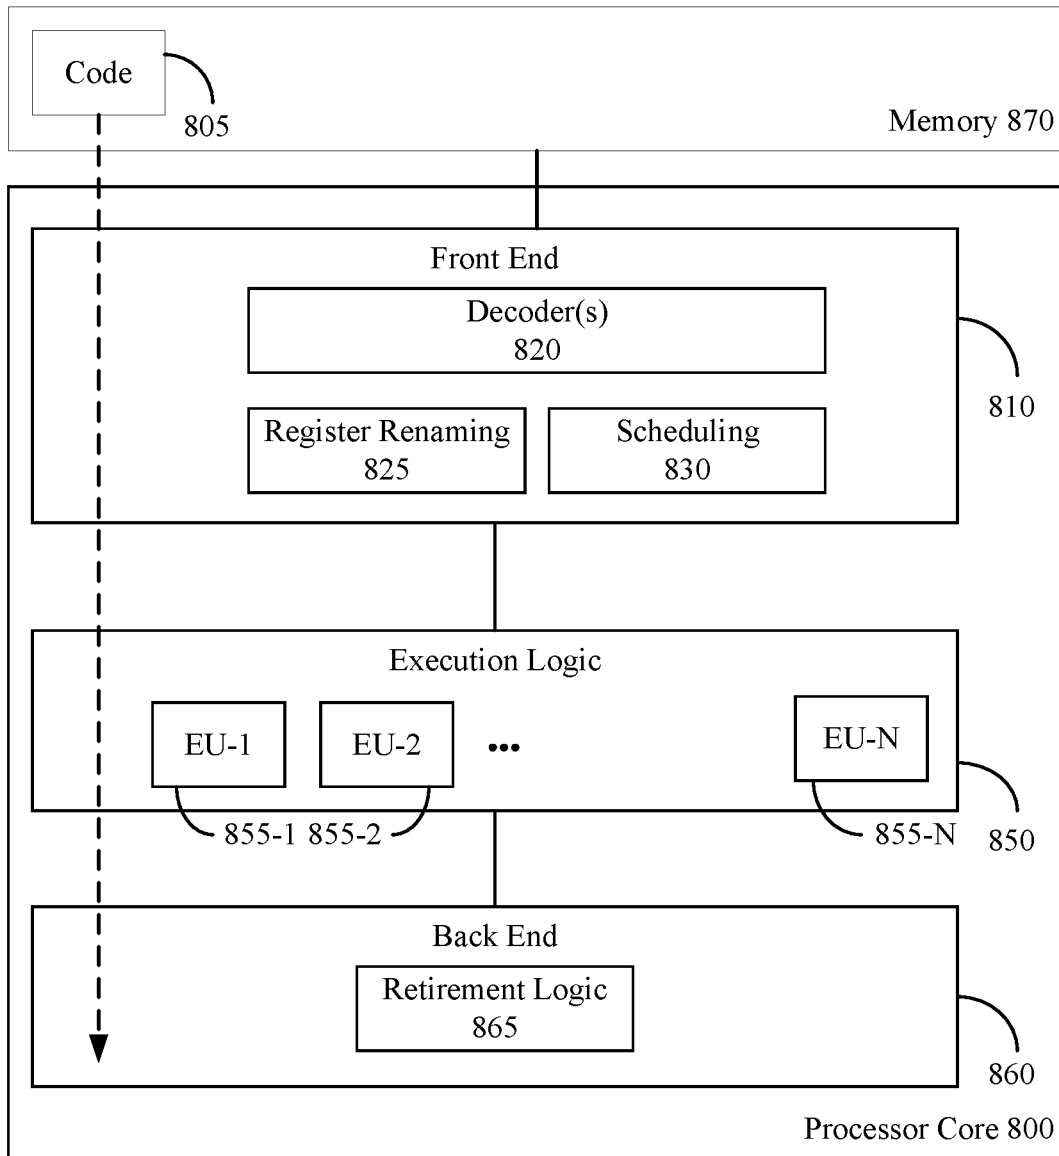 Code
805
Memory 870
Front End
Decoder(s)
820
810
Register Renaming
825
Scheduling
830
Execution Logic
EU-1
EU-2
...
EU-N
855-1 855-2
855-N
850
Back End
Retirement Logic
865
860
Processor Core 800